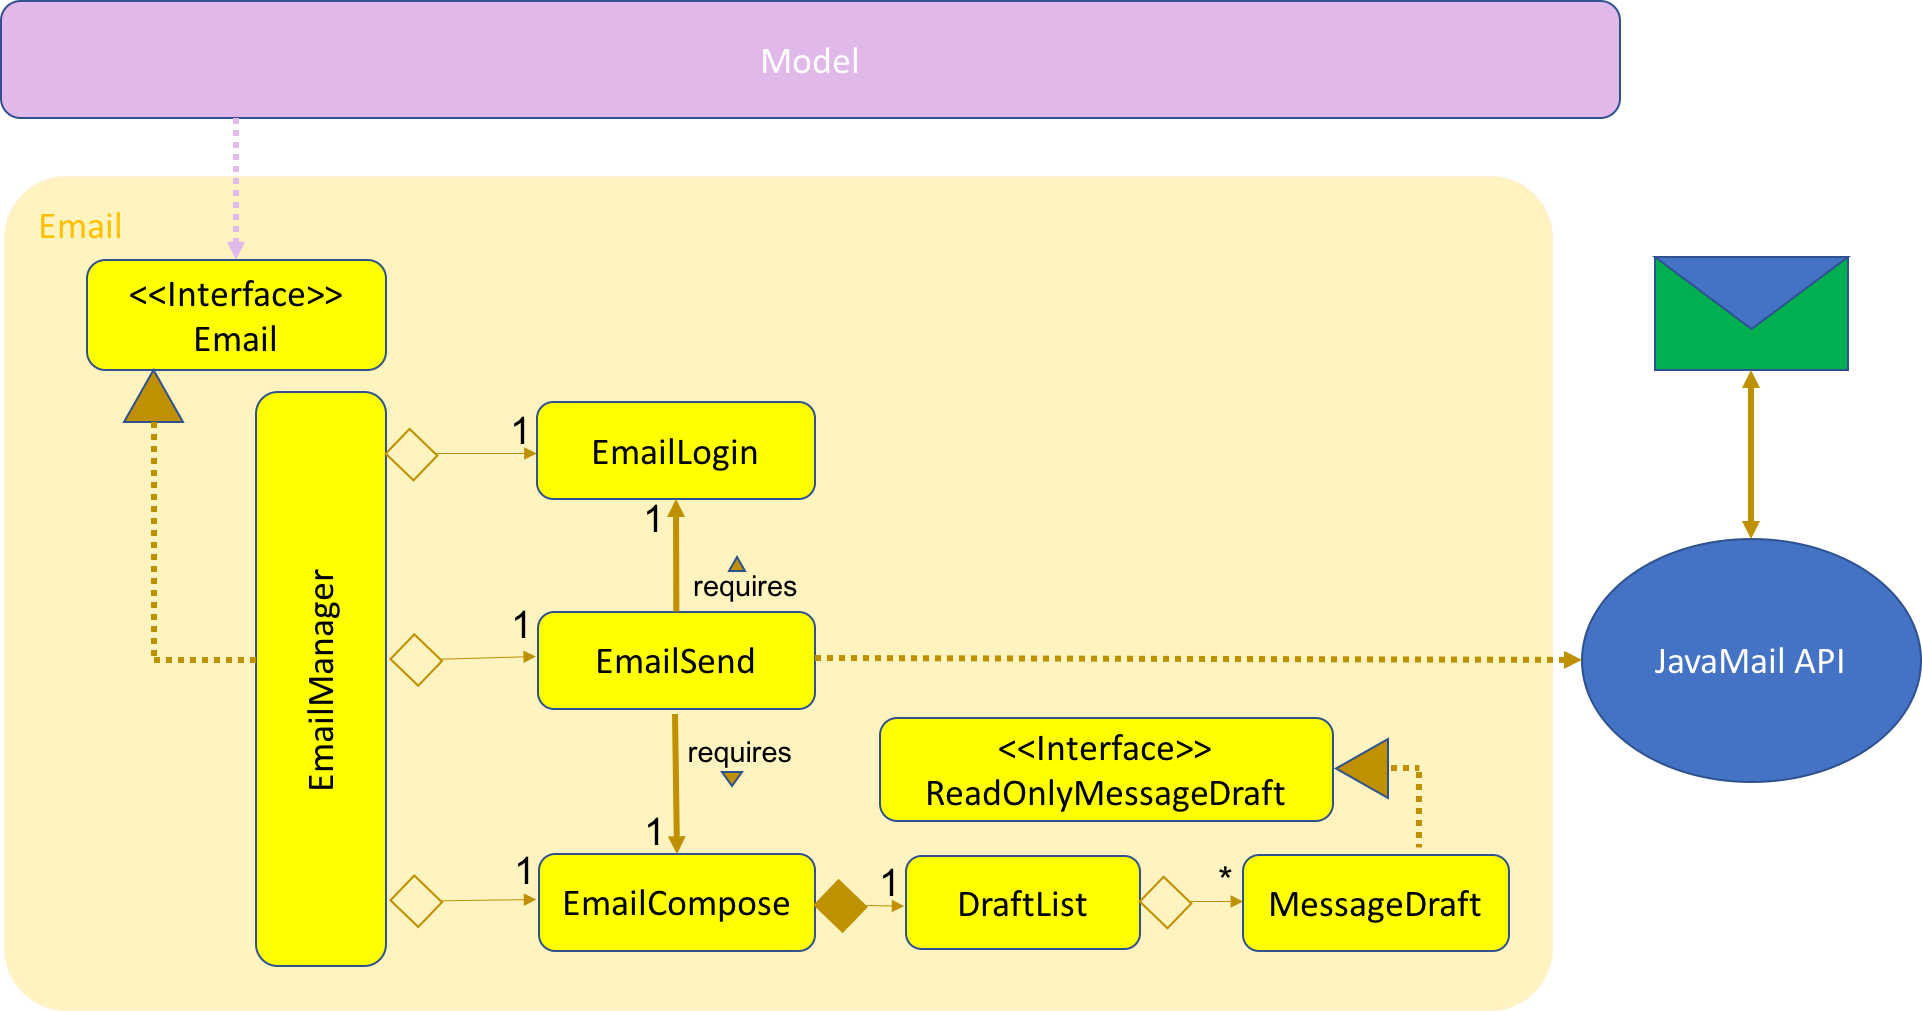 Model
Email
<<Interface>>
Email
EmailManager
1
EmailLogin
1
requires
1
EmailSend
JavaMail API
requires
1
<<Interface>>
ReadOnlyMessageDraft
1
EmailCompose
1
DraftList
*
MessageDraft